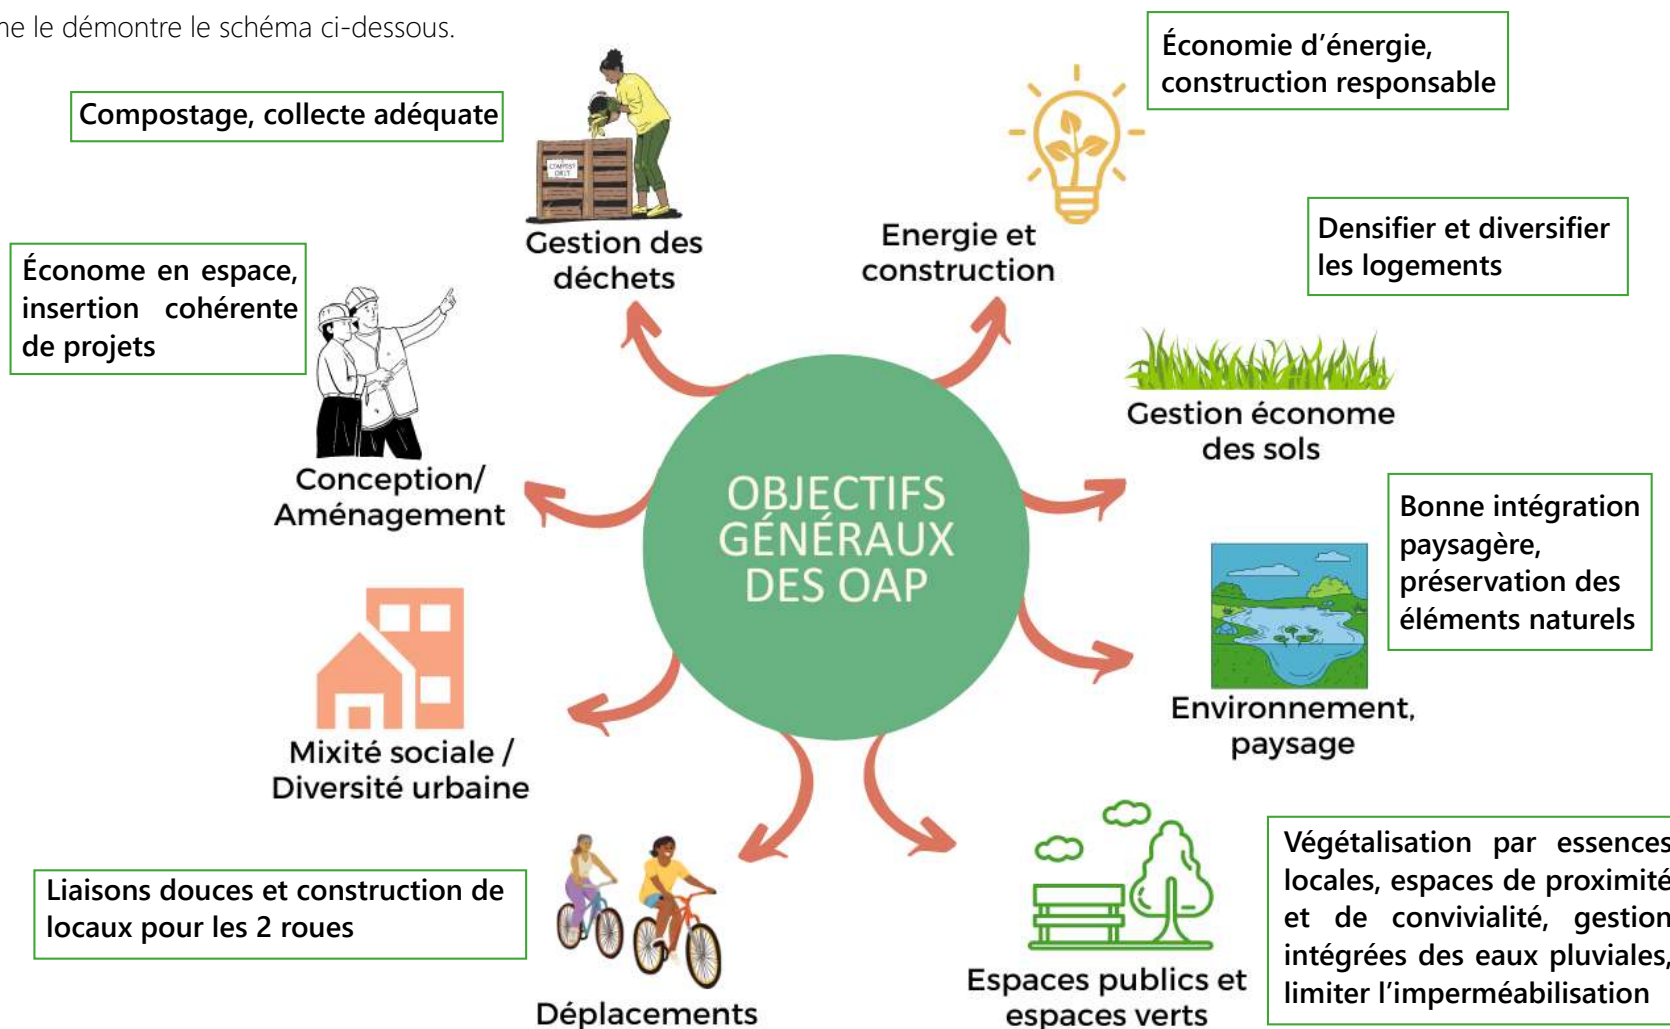 le démontre le schéma ci-dessous.
Économie d'énergie,
construction responsable
Compostage, collecte adéquate
Gestion des
déchets
Energie et
construction
Densifier et diversifier
les logements
Économe en espace,
insertion cohérente
de projets
Gestion économe
des sols
Conception/
Aménagement
OBJECTIFS
GÉNÉRAUX
DES OAP
Bonne intégration
paysagère,
préservation des
éléments naturels
Environnement,
paysage
Mixité sociale /
Diversité urbaine
Liaisons douces et construction de
locaux pour les 2 roues
Déplacements
Espaces publics et
espaces verts
Végétalisation par essences
locales, espaces de proximité
et de convivialité, gestion
intégrées des eaux pluviales,
limiter l'imperméabilisation